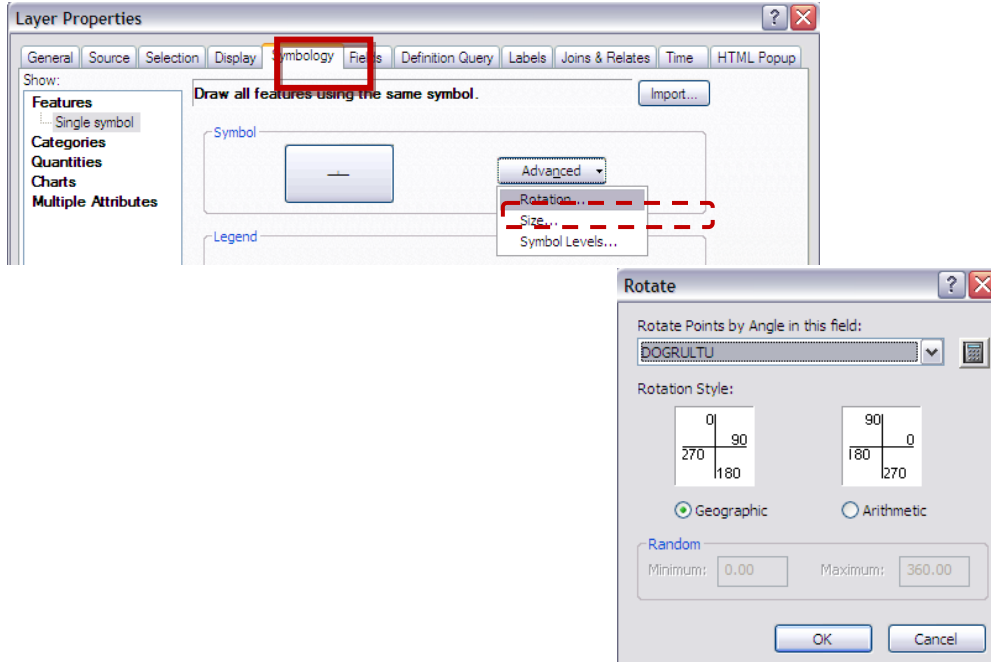 Layer Properties
General Source Selection Display Symbology Fields Definition Query Labels Joins & Relates Time HTML Popup
Show:
Features
Single symbol
Categories
Quantities
Charts
Multiple Attributes
Draw all features using the same symbol.
Import...
Symbol
Advanced
Rotation...
Size...
Symbol Levels...
Legend
Rotate
Rotate Points by Angle in this field:
DOGRULTU
Rotation Style:
0
90
270
180
90
0
180
270
Geographic
Arithmetic
Random
Minimum: 0.00 Maximum: 360.00
OK Cancel